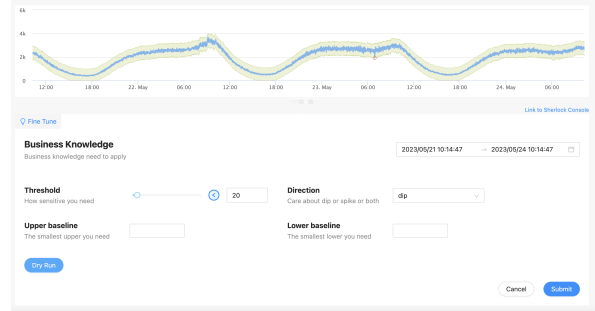 6k
4k
2k
0
12:00 18:00 22. May 06:00 12:00 18:00 23. May 06:00 12:00 18:00 24. May 06:00
Link to Sherlock Console
Fine Tune
Business Knowledge
Business knowledge need to apply
2023/05/21 10:14:47 → 2023/05/24 10:14:47
Threshold
How sensitive you need
20
Direction
Care about dip or spike or both
dip
Upper baseline
The smallest upper you need
Lower baseline
The smallest lower you need
Dry Run
Cancel Submit